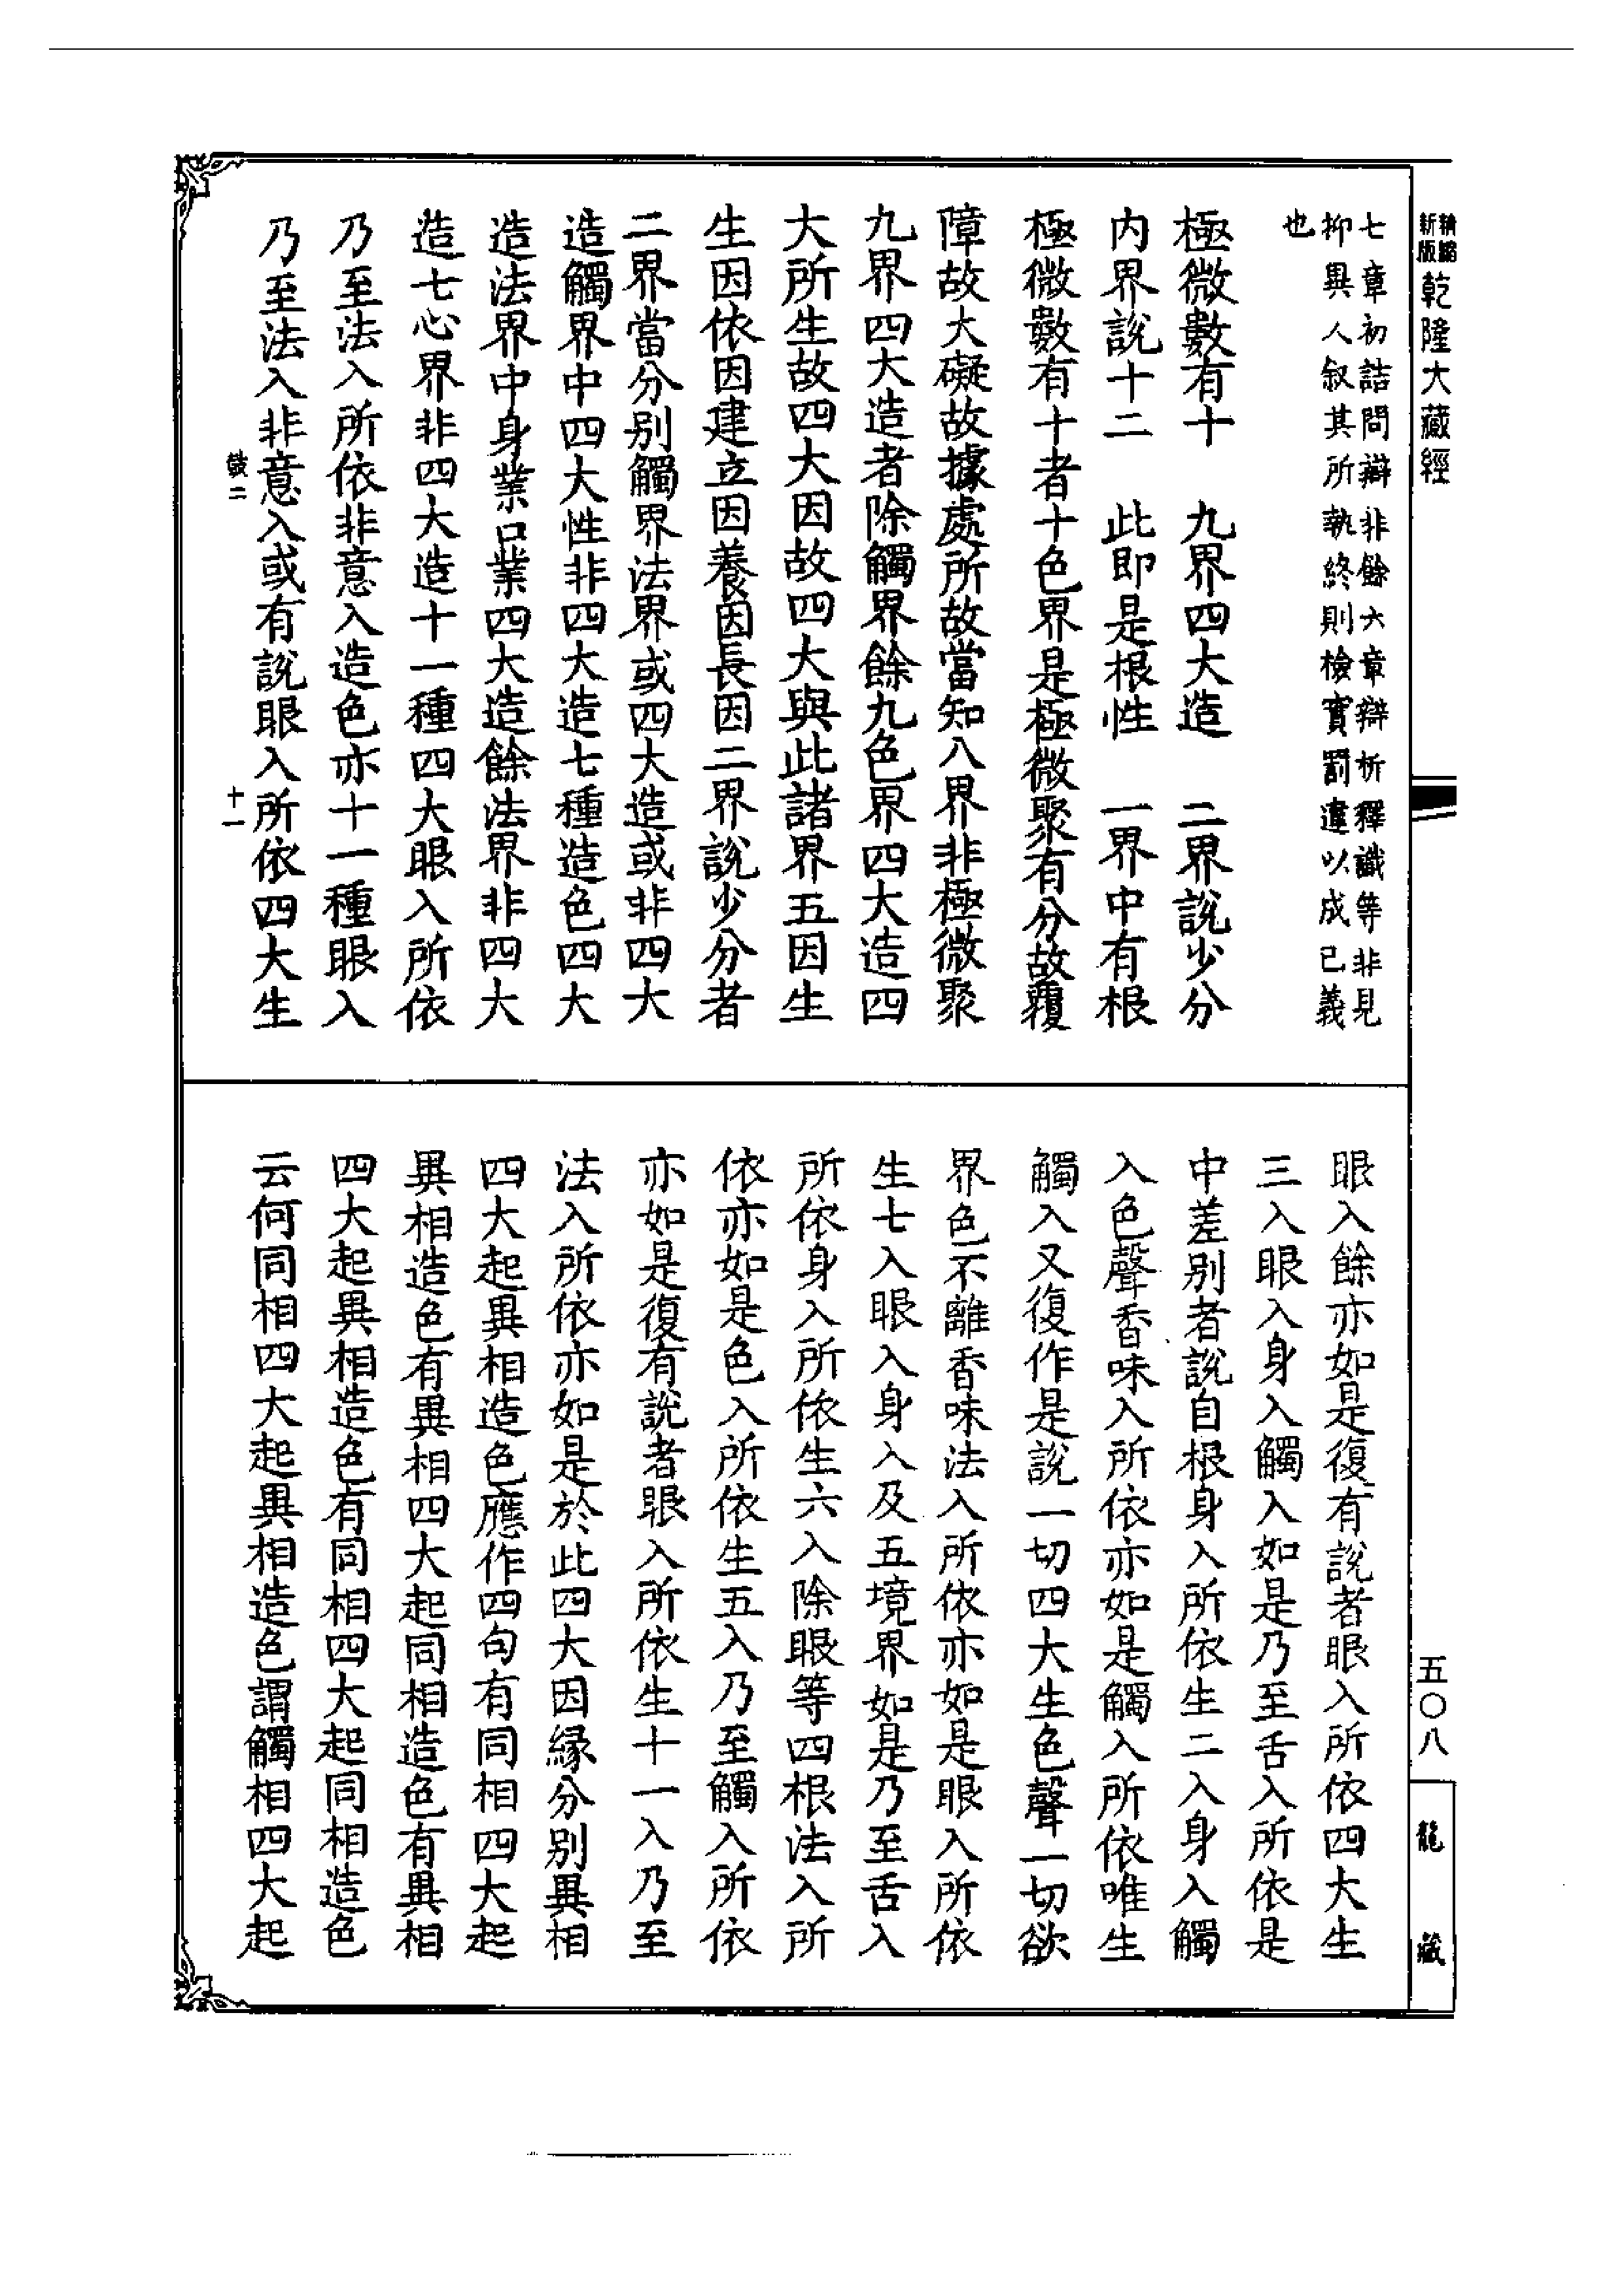 精縮新版乾隆大藏經
五〇八
龍藏
七章初詰問辯非餘六章辯析釋識等非見
抑異人叙其所執終則檢實罰違以成已義
也
極微數有十 九界四大造 二界說少分
内界說十二 此即是根性 一界中有根
極微數有十者十色界是極微聚有分故覆
障故大礙故據處所故當知八界非極微聚
九界四大造者除觸界餘九色界四大造四
大所生故四大因故四大與此諸界五因生
生因依因建立因養因長因二界說少分者
二界當分别觸界法界或四大造或非四大
造觸界中四大性非四大造七種造色四大
造法界中身業口業四大造餘法界非四大
造七心界非四大造十一種四大眼入所依
乃至法入所依非意入造色亦十一種眼入
乃至法入非意入或有說眼入所依四大生
十一
眼入餘亦如是復有說者眼入所依四大生
三入眼入身入觸入如是乃至舌入所依是
中差别者說自根身入所依生二入身入觸
入色聲香味入所依亦如是觸入所依唯生
觸入又復作是說一切四大生色聲一切欲
界色不離香味法入所依亦如是眼入所依
生七入眼入身入及五境界如是乃至舌入
所依身入所依生六入除眼等四根法入所
依亦如是色入所依生五入乃至觸入所依
亦如是復有說者眼入所依生十一入乃至
法入所依亦如是於此四大因緣分别異相
四大起異相造色應作四句有同相四大起
異相造色有異相四大起同相造色有異相
四大起異相造色有同相四大起同相造色
云何同相四大起異相造色謂觸相四大起